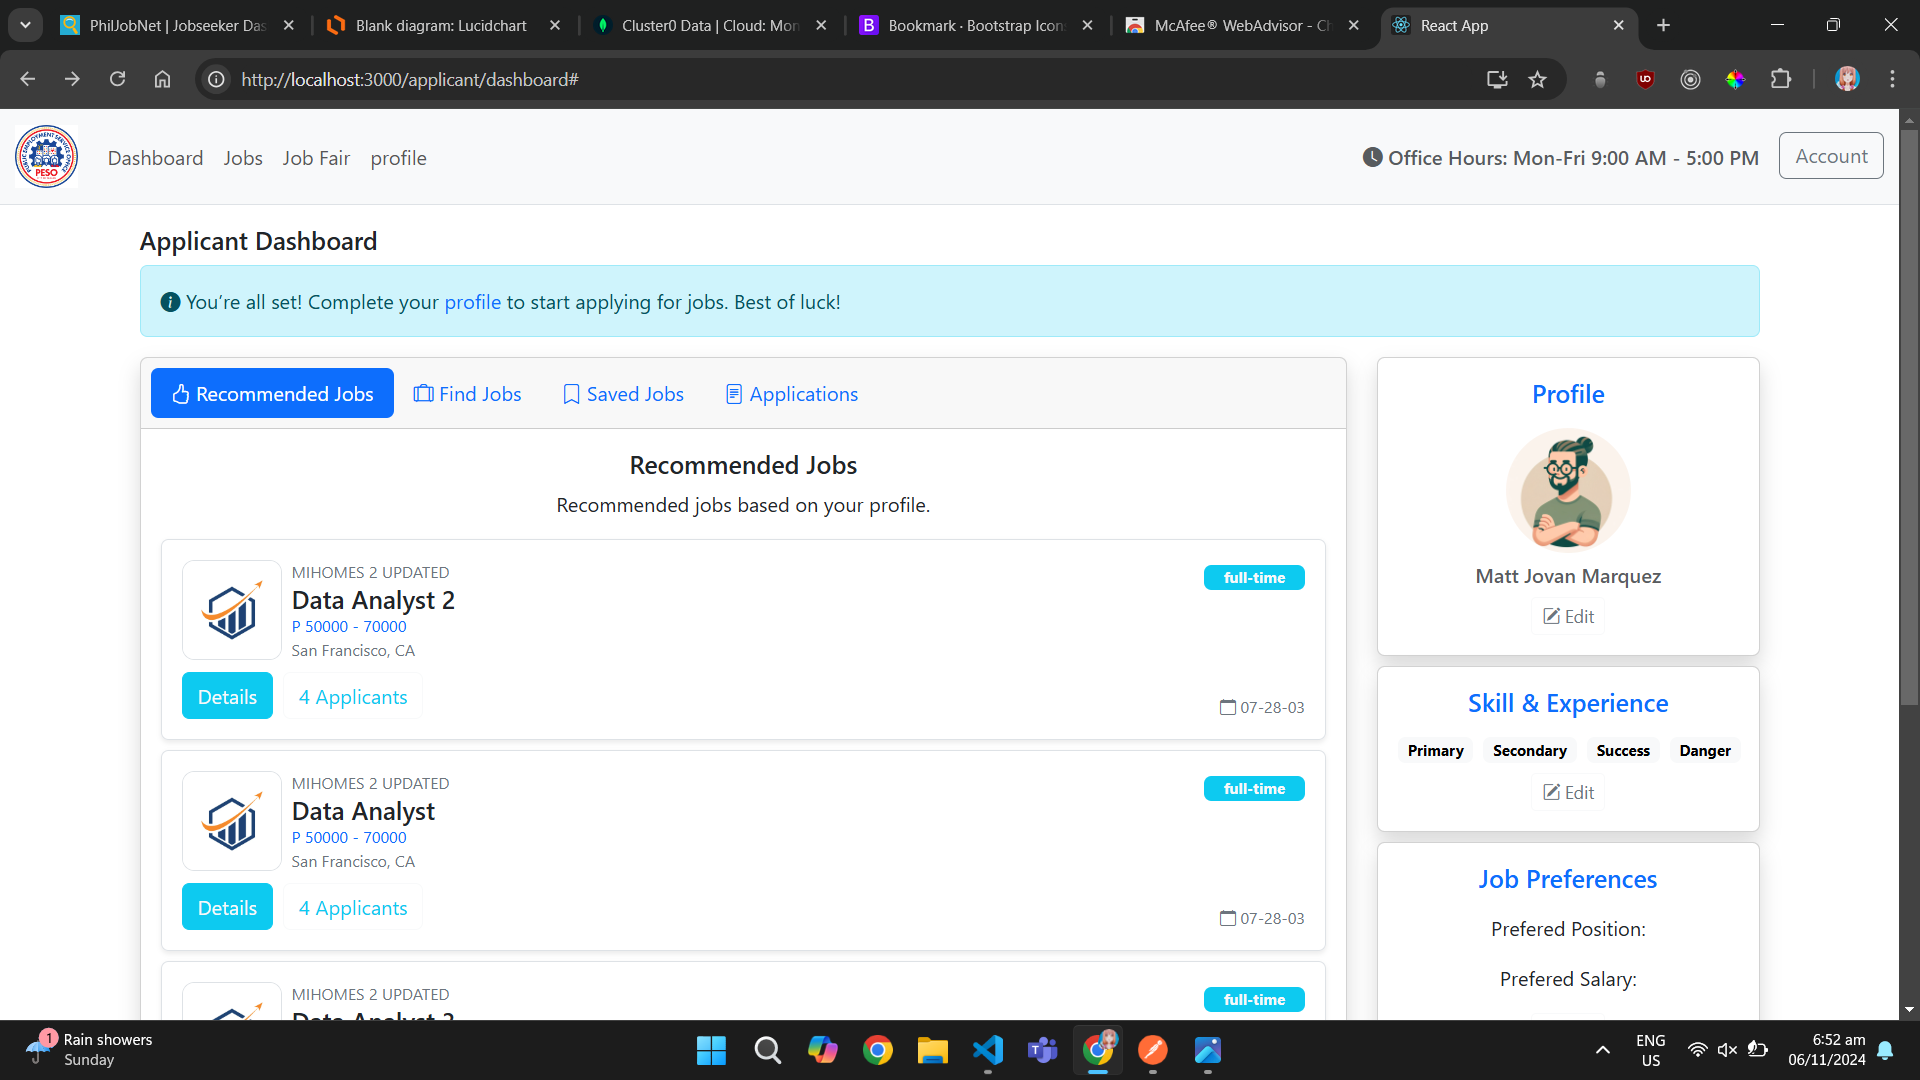 PhilJobNet | Jobseeker Das
Blank diagram: Lucidchart
Cluster0 Data | Cloud: Mon
Bookmark · Bootstrap Icon
McAfee® WebAdvisor - Ch
React App
http://localhost:3000/applicant/dashboard#
PESO
Dashboard
Jobs
Job Fair
profile
Office Hours: Mon-Fri 9:00 AM - 5:00 PM
Account
Applicant Dashboard
You’re all set! Complete your profile to start applying for jobs. Best of luck!
Recommended Jobs
Find Jobs
Saved Jobs
Applications
Recommended Jobs
Recommended jobs based on your profile.
MIHOMES 2 UPDATED
full-time
Data Analyst 2
P 50000 - 70000
San Francisco, CA
Details
4 Applicants
07-28-03
MIHOMES 2 UPDATED
full-time
Data Analyst
P 50000 - 70000
San Francisco, CA
Details
4 Applicants
07-28-03
MIHOMES 2 UPDATED
full-time
Data Analyst
Profile
Matt Jovan Marquez
Edit
Skill & Experience
Primary
Secondary
Success
Danger
Edit
Job Preferences
Prefered Position:
Prefered Salary:
1
Rain showers
Sunday
ENG
US
6:52 am
06/11/2024